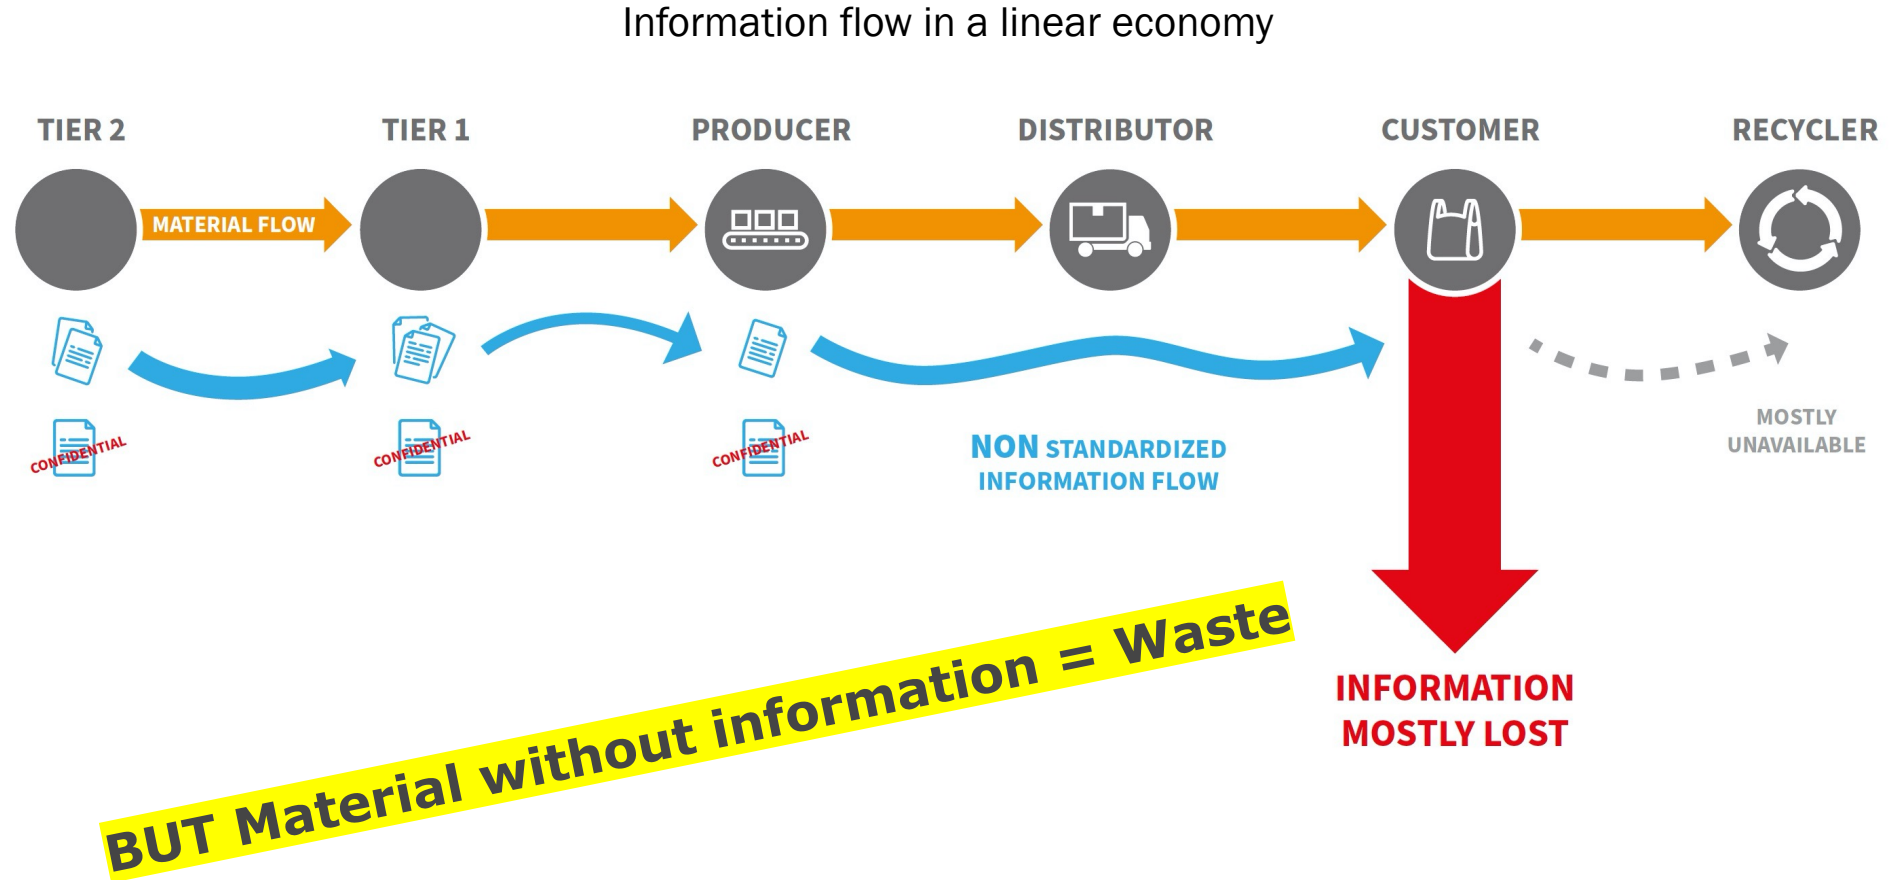 Information flow in a linear economy
TIER 2
TIER 1
PRODUCER
DISTRIBUTOR
CUSTOMER
RECYCLER
MATERIAL FLOW
CONFIDENTIAL
CONFIDENTIAL
CONFIDENTIAL
NON STANDARDIZED
INFORMATION FLOW
MOSTLY
UNAVAILABLE
BUT Material without information = Waste
INFORMATION
MOSTLY LOST